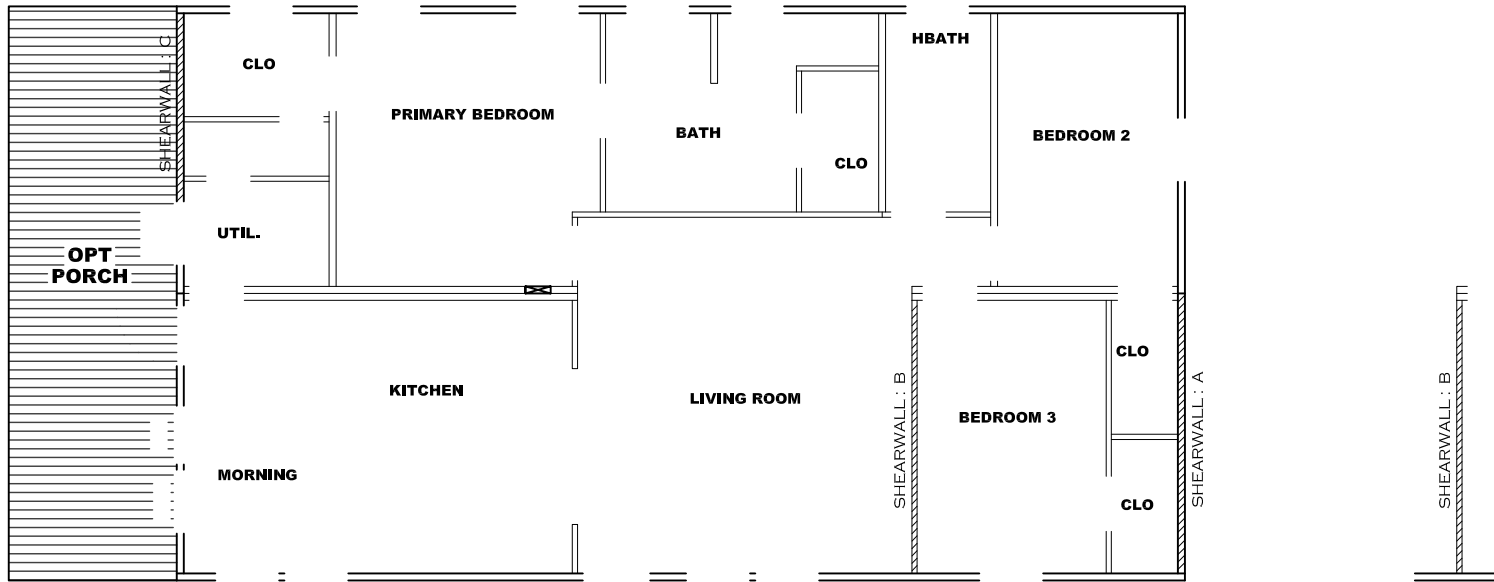 CLO
HBATH
SHEARWALL : C
PRIMARY BEDROOM
BATH
BEDROOM 2
CLO
UTIL.
OPT
PORCH
CLO
KITCHEN
LIVING ROOM
SHEARWALL : B
BEDROOM 3
SHEARWALL : A
SHEARWALL : B
MORNING
CLO